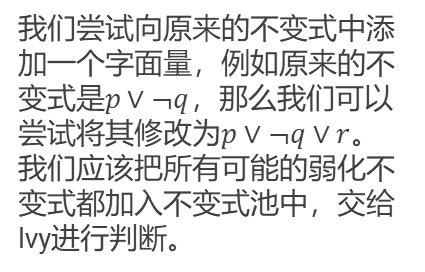 我们尝试向原来的不变式中添
加一个字面量，例如原来的不
变式是p ∨ ¬q，那么我们可以
尝试将其修改为p ∨ ¬q ∨ r。
我们应该把所有可能的弱化不
变式都加入不变式池中，交给
Ivy进行判断。